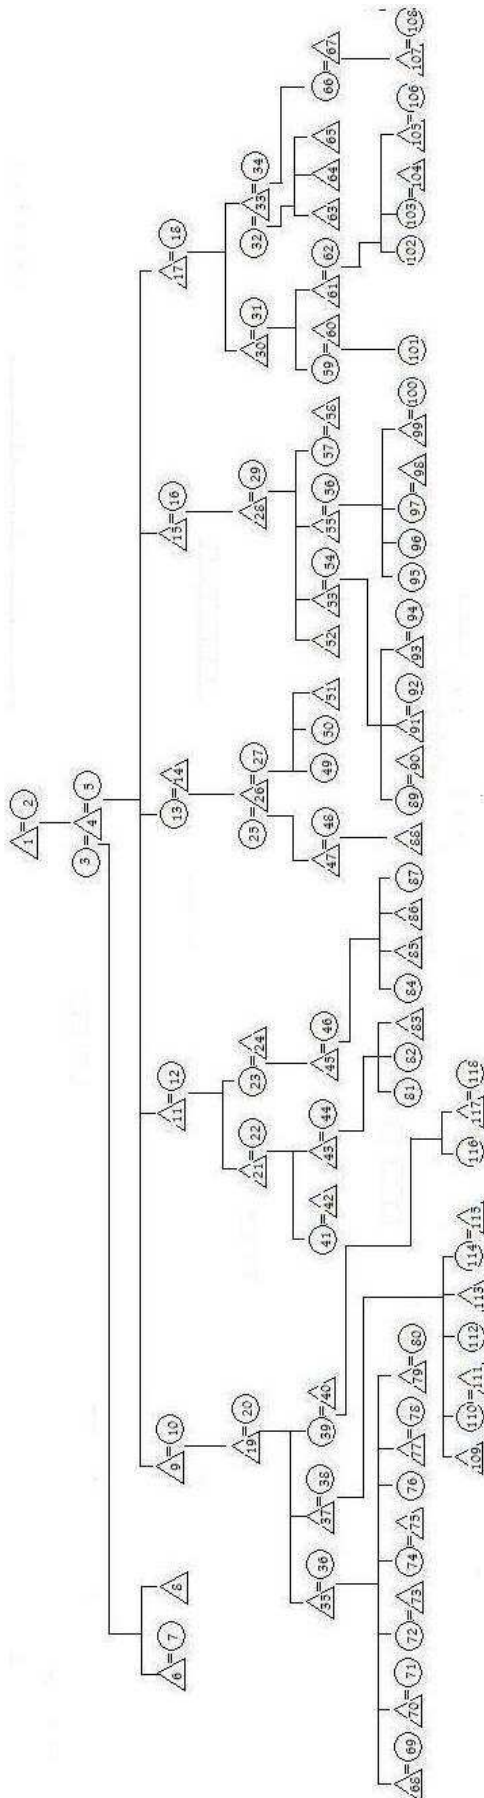 1 = 2
3 = 4 = 5
6 = 7 8 9 = 10 11 = 12 13 = 14 15 = 16 17 = 18
19 = 20 21 = 22 23 = 24 25 = 26 = 27 28 = 29 30 = 31 32 = 33 = 34
35 = 36 37 = 38 39 = 40 41 = 42 43 = 44 45 = 46 47 = 48 49 50 51 52 53 = 54 55 = 56 57 = 58 59 = 60 61 = 62 63 64 65 66 = 67
68 = 69 70 = 71 72 = 73 74 = 75 76 77 = 78 79 = 80 81 82 83 84 85 86 87 88 89 = 90 91 = 92 93 = 94 95 96 97 = 98 99 = 100 101 102 103 = 104 105 = 106 107 = 108
109 110 = 111 112 113 114 = 115 116 117 = 118